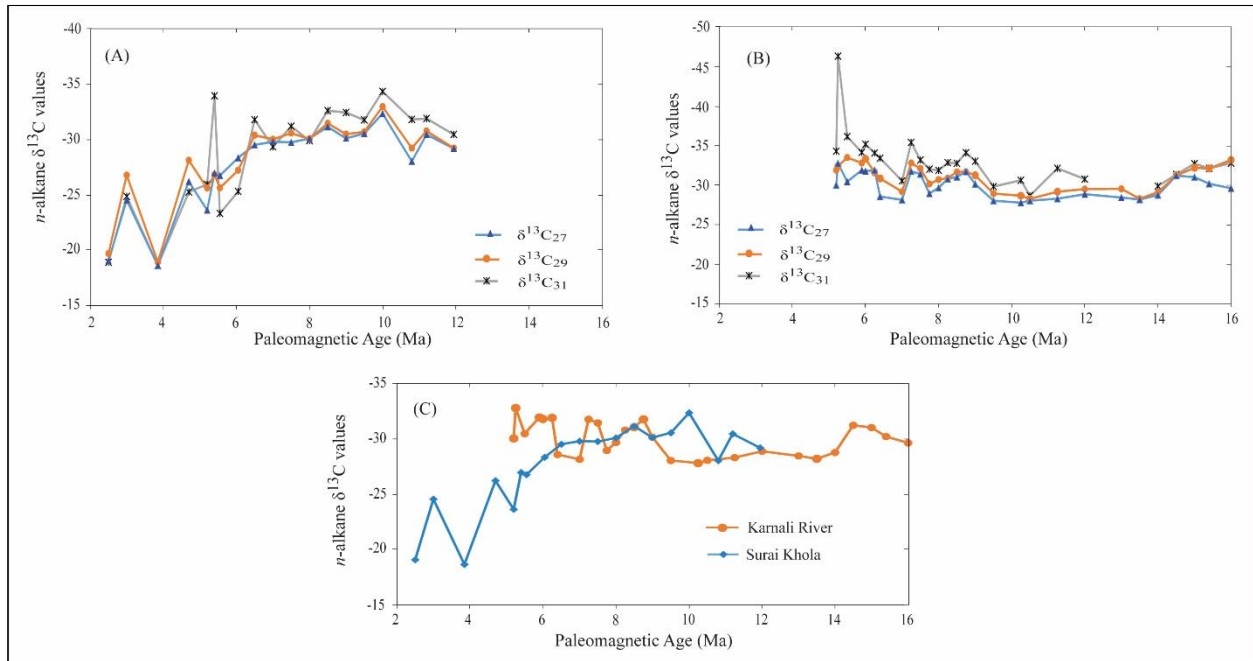 (A)
n-alkane δ¹³C values
-40
-35
-30
-25
-20
-15
δ¹³C₂₇
δ¹³C₂₉
δ¹³C₃₁
2 4 6 8 10 12 14 16
Paleomagnetic Age (Ma)
(B)
n-alkane δ¹³C values
-50
-45
-40
-35
-30
-25
-20
-15
δ¹³C₂₇
δ¹³C₂₉
δ¹³C₃₁
2 4 6 8 10 12 14 16
Paleomagnetic Age (Ma)
(C)
n-alkane δ¹³C values
-35
-30
-25
-20
-15
Karnali River
Surai Khola
2 4 6 8 10 12 14 16
Paleomagnetic Age (Ma)